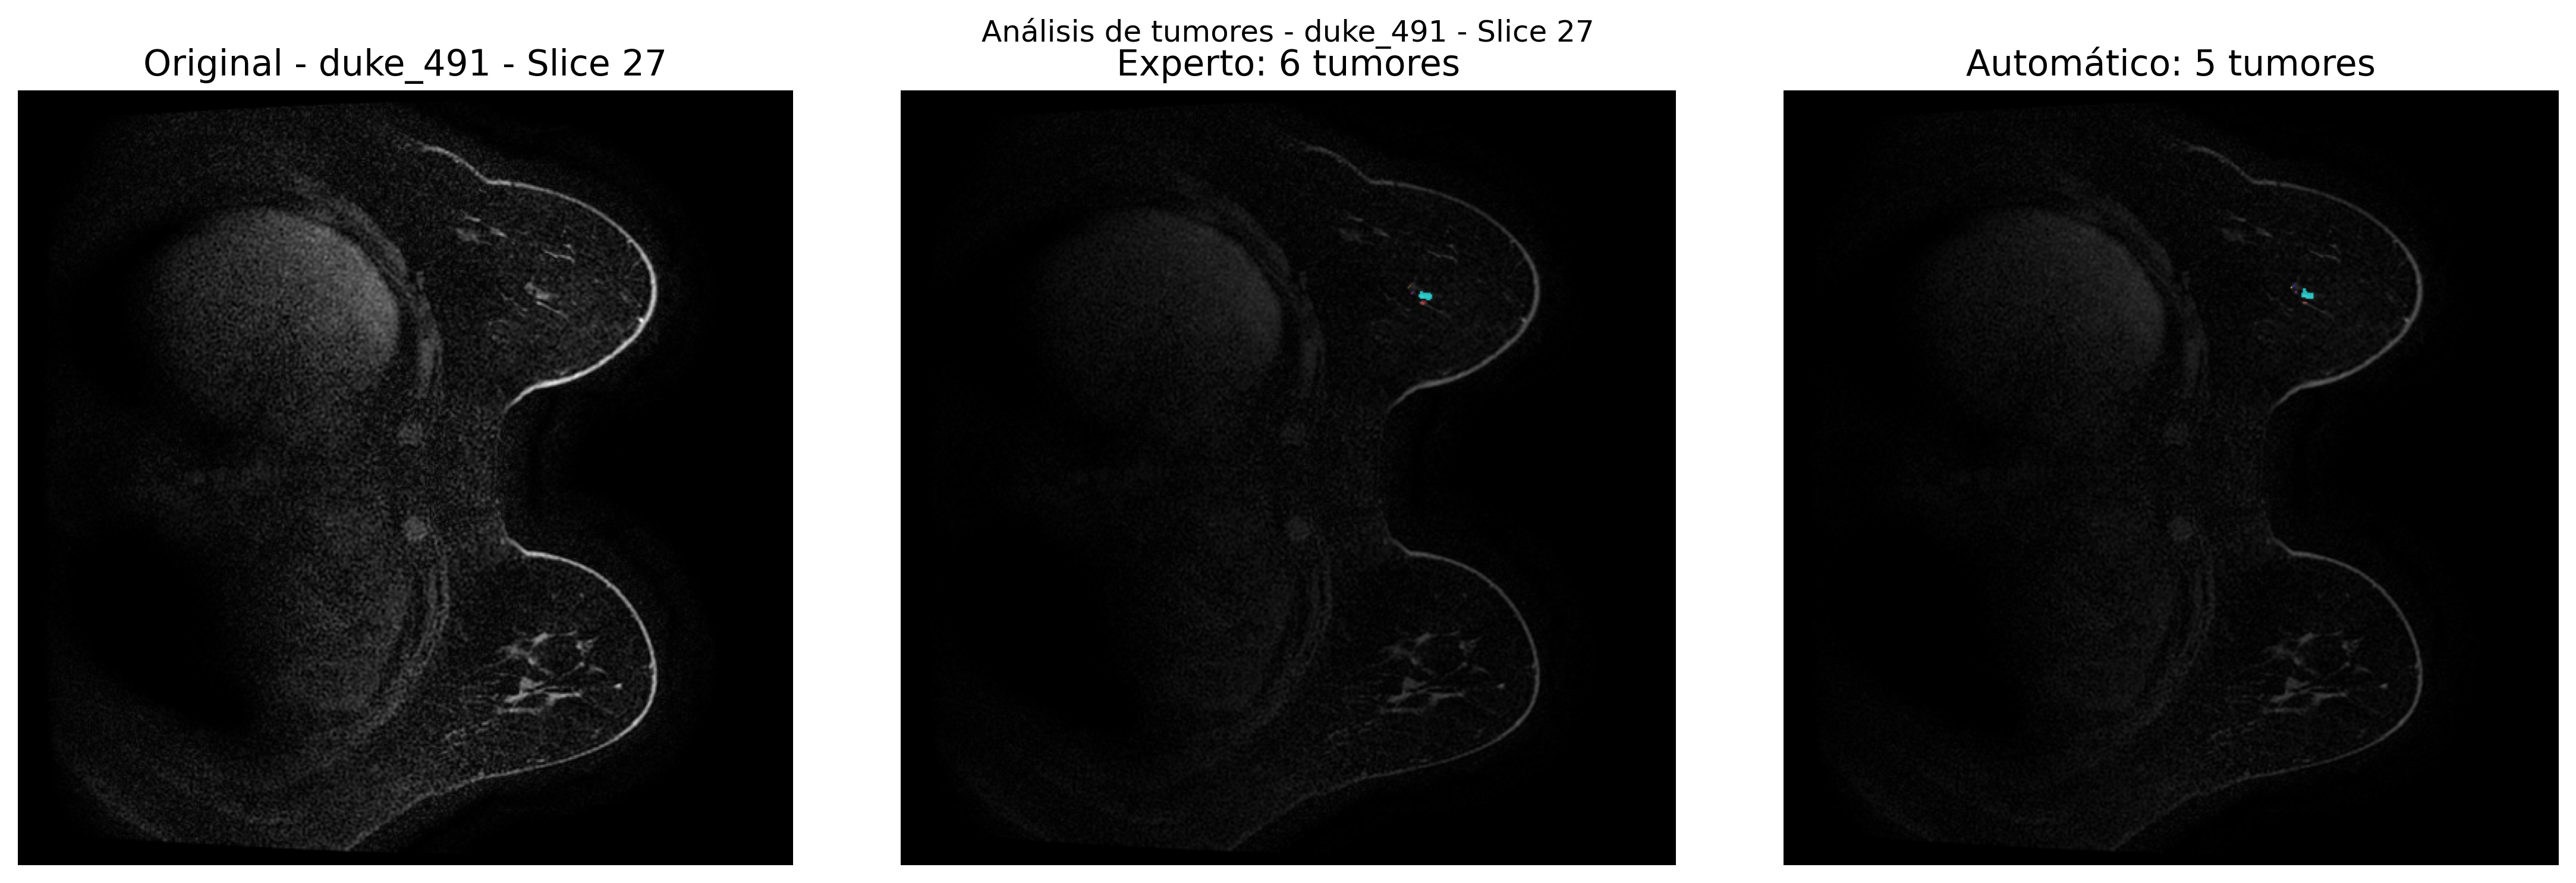 Análisis de tumores - duke_491 - Slice 27
Original - duke_491 - Slice 27
Experto: 6 tumores
Automático: 5 tumores